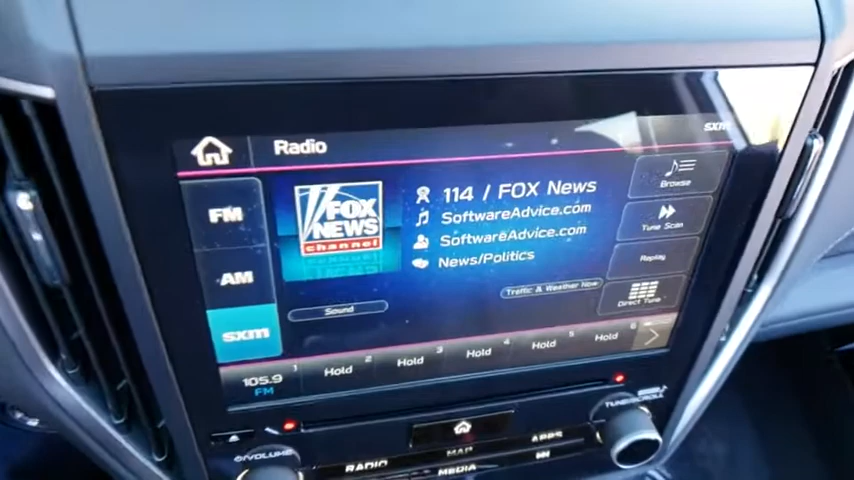 Radio
sxm
FM
AM
sxm
FOX
NEWS
channel
114 / FOX News
SoftwareAdvice.com
SoftwareAdvice.com
News/Politics
Browse
Tune Scan
Replay
Direct Tune
Sound
Traffic & Weather Now
105.9
FM
1
Hold
2
Hold
3
Hold
4
Hold
5
Hold
6
VOLUME
RADIO
MAP
MEDIA
APPS
TUNE/SCROLL